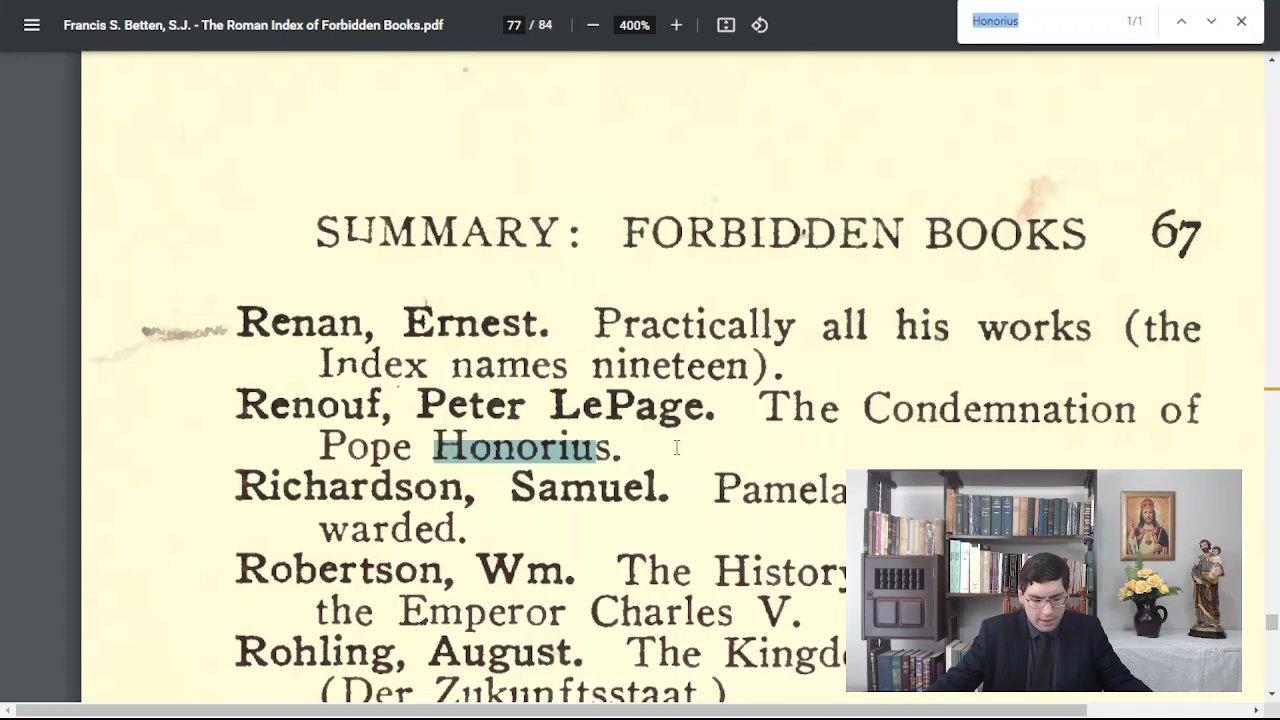 Francis S. Betten, S.J. - The Roman Index of Forbidden Books.pdf
77 / 84
400%
Honorius
1/1
SUMMARY: FORBIDDEN BOOKS 67
Renan, Ernest. Practically all his works (the
Index names nineteen).
Renouf, Peter LePage. The Condemnation of
Pope Honorius.
Richardson, Samuel. Pamela
warded.
Robertson, Wm. The History
the Emperor Charles V.
Rohling, August. The Kingd
(Der Zukunftsstaat.)